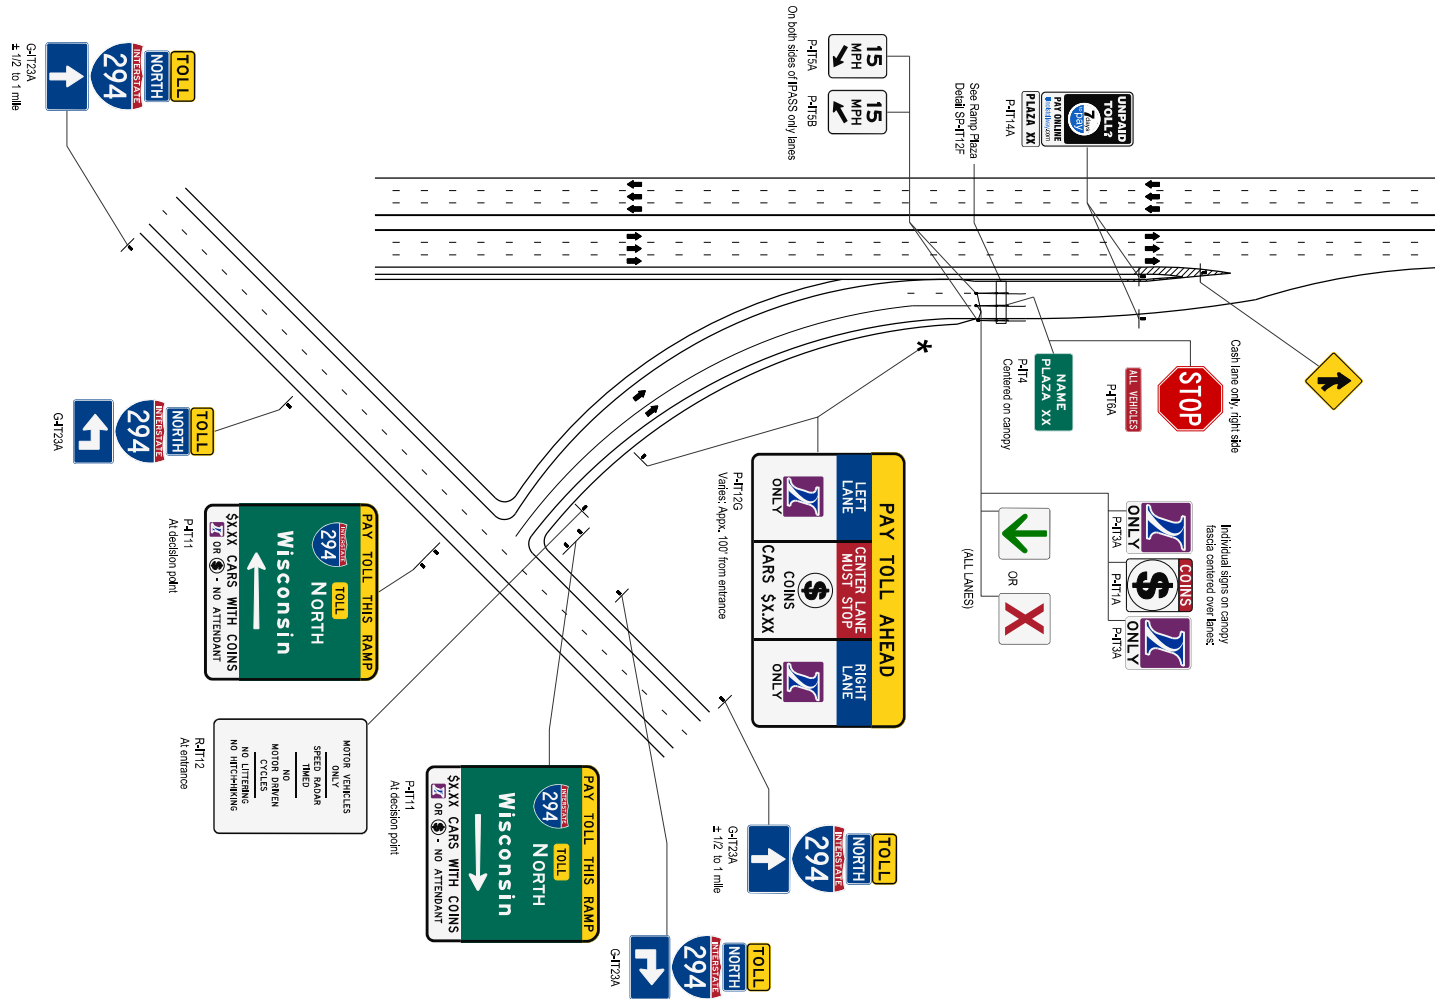 TOLL
NORTH
INTERSTATE
294
G-IT23A
± 1/2 to 1 mile
15
MPH
P-IT5A
15
MPH
P-IT5B
On both sides of IPASS only lanes
See Ramp Plaza
Detail SP-IT12F
UNPAID
TOLL?
7 days
to pay
PAY ONLINE
PLAZA XX
P-IT14A
Cash lane only, right side
STOP
ALL VEHICLES
P-IT6A
NAME
PLAZA XX
P-IT4
Centered on canopy
Individual signs on canopy
fascia centered over lanes:
ONLY
P-IT3A
COINS
$
P-IT1A
ONLY
P-IT3A
OR
X
(ALL LANES)
PAY TOLL AHEAD
LEFT
LANE
ONLY
CENTER LANE
MUST STOP
$
COINS
CARS $X.XX
RIGHT
LANE
ONLY
P-IT12G
Varies; Appx. 100' from entrance
*
TOLL
NORTH
INTERSTATE
294
G-IT23A
PAY TOLL THIS RAMP
INTERSTATE
294
TOLL
NORTH
Wisconsin
$X.XX CARS WITH COINS
OR $ - NO ATTENDANT
P-IT11
At decision point
MOTOR VEHICLES
ONLY
SPEED RADAR
TIMED
NO
MOTOR DRIVEN
CYCLES
NO LITTERING
NO HITCH-HIKING
R-IT12
At entrance
PAY TOLL THIS RAMP
INTERSTATE
294
TOLL
NORTH
Wisconsin
$X.XX CARS WITH COINS
OR $ - NO ATTENDANT
P-IT11
At decision point
TOLL
NORTH
INTERSTATE
294
G-IT23A
± 1/2 to 1 mile
TOLL
NORTH
INTERSTATE
294
G-IT23A